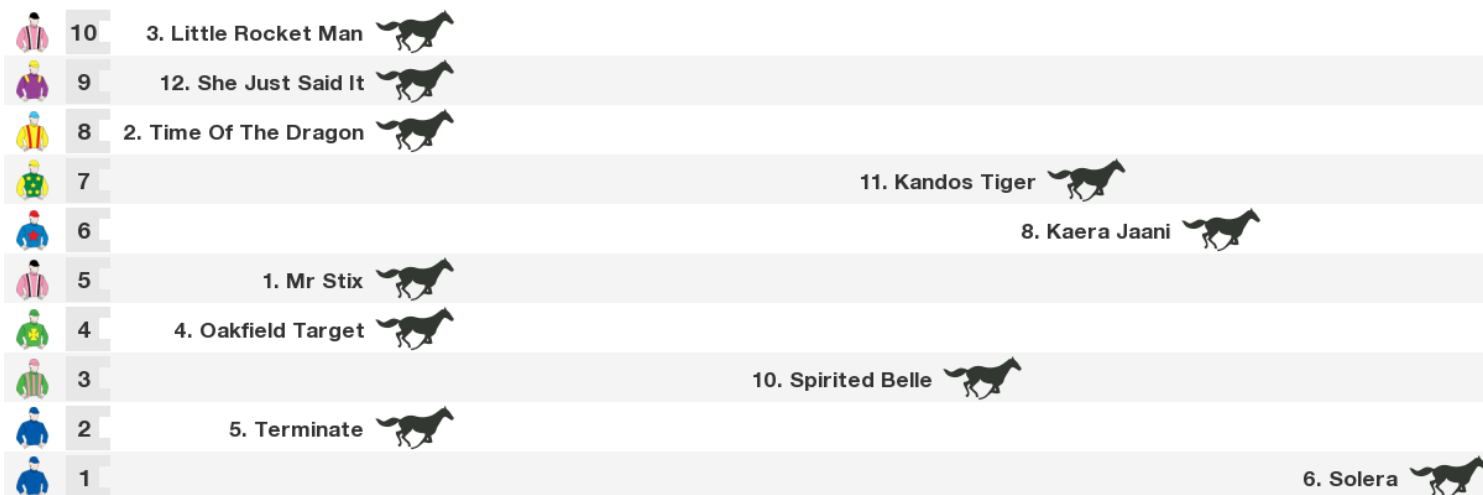 10 3. Little Rocket Man
9 12. She Just Said It
8 2. Time Of The Dragon
7 11. Kandos Tiger
6 8. Kaera Jaani
5 1. Mr Stix
4 4. Oakfield Target
3 10. Spirited Belle
2 5. Terminate
1 6. Solera